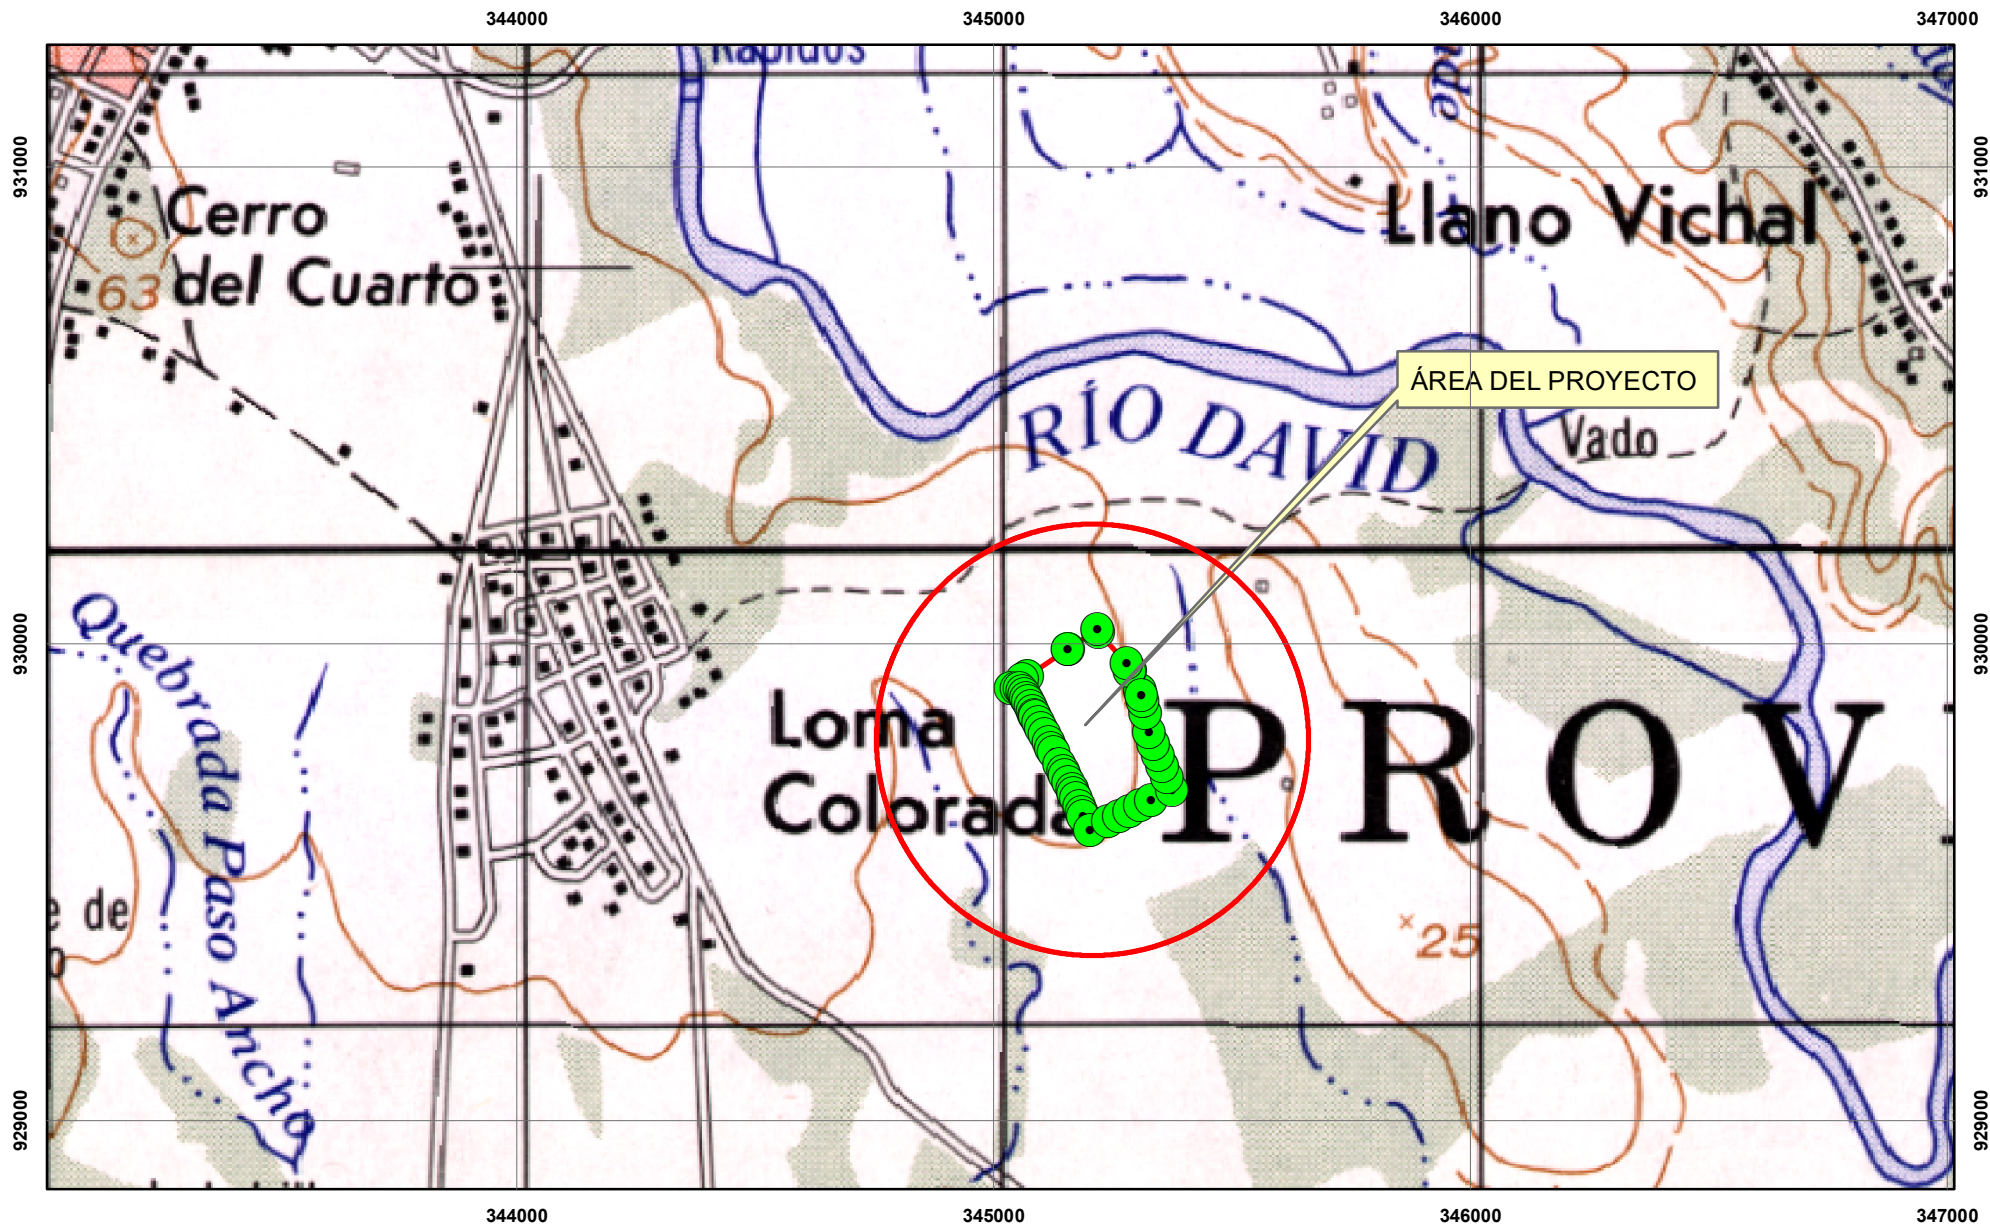 344000
345000
346000
347000
Rápidos
931000
931000
Cerro
del Cuarto
63
Llano Vichal
ÁREA DEL PROYECTO
RÍO DAVID
Vado
930000
930000
Quebrada Paso Ancho
Loma
Colorada
PROV
de
25
929000
929000
344000
345000
346000
347000